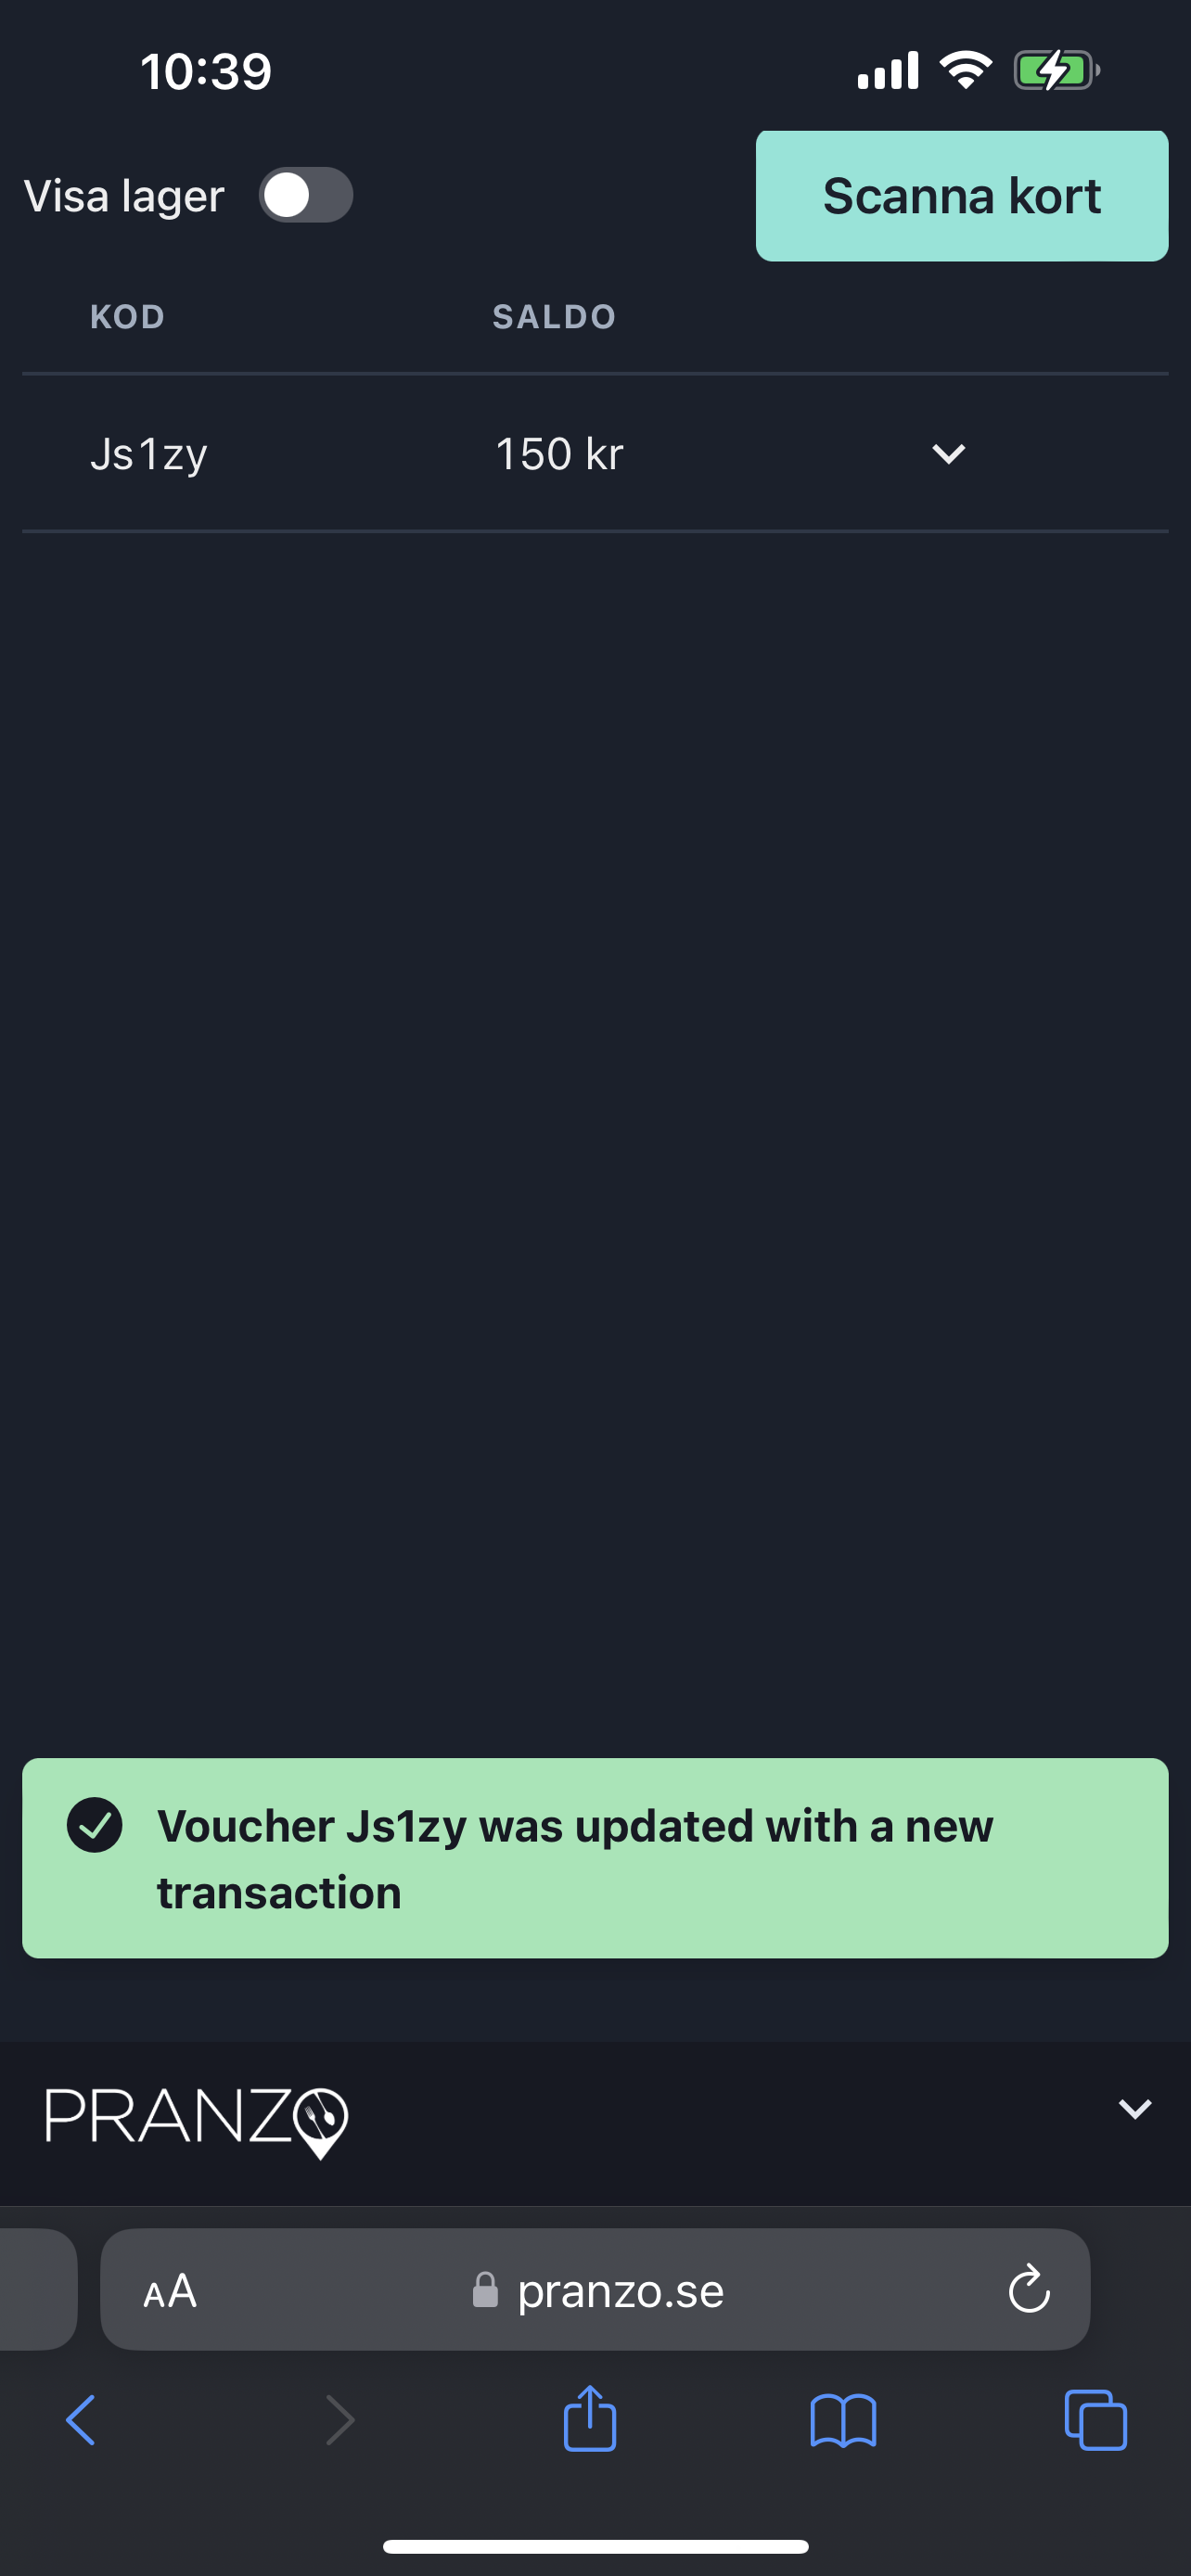 10:39
Visa lager
Scanna kort
KOD SALDO
Js1zy 150 kr
Voucher Js1zy was updated with a new
transaction
PRANZO
AA pranzo.se